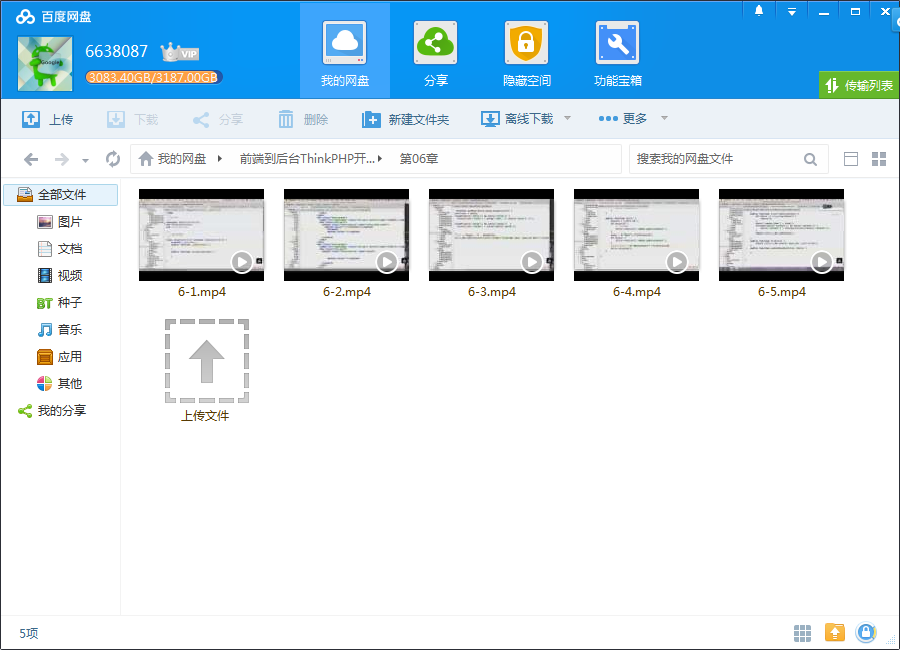 百度网盘
6638087
VIP
3083.40GB/3187.00GB
我的网盘
分享
隐藏空间
功能宝箱
传输列表
上传
下载
分享
删除
新建文件夹
离线下载
更多
我的网盘
前端到后台ThinkPHP开...
第06章
搜索我的网盘文件
全部文件
图片
文档
视频
BT 种子
音乐
应用
其他
我的分享
6-1.mp4
6-2.mp4
6-3.mp4
6-4.mp4
6-5.mp4
上传文件
5项